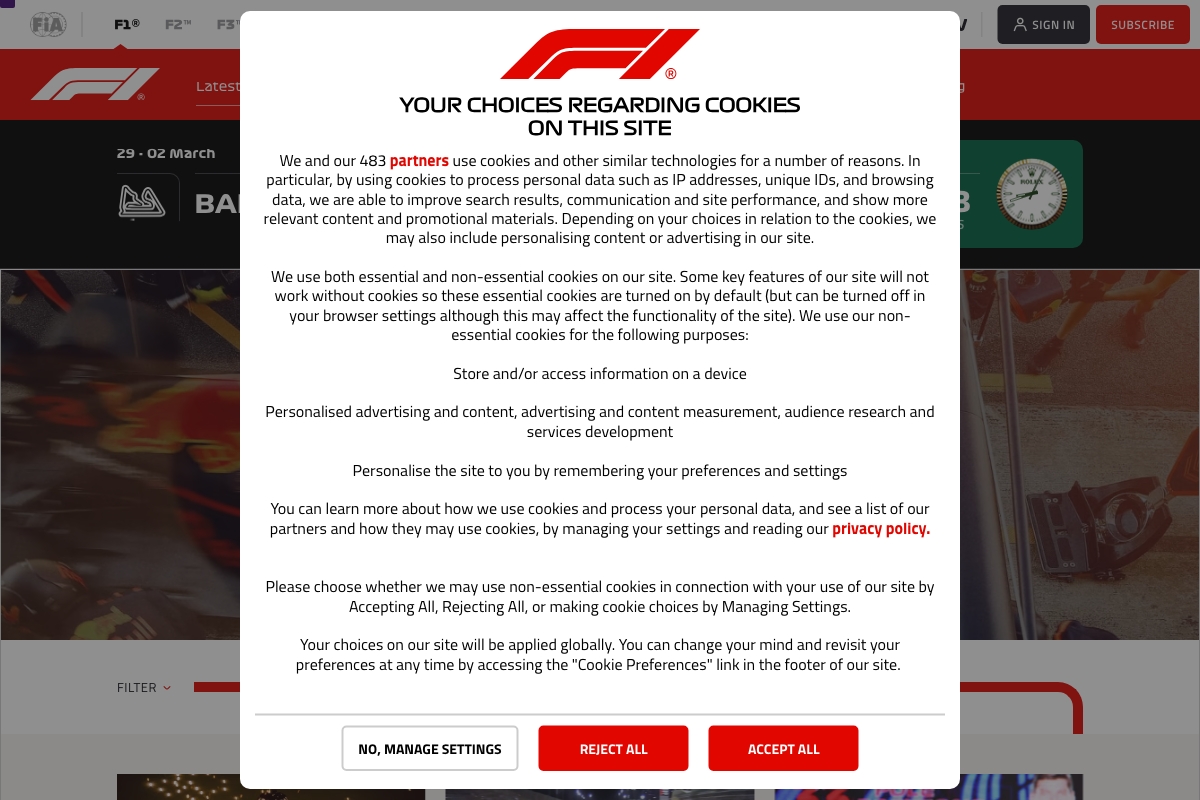 FiA F1® F2™ F3™ SIGN IN SUBSCRIBE
Latest
29 - 02 March
ROLEX
YOUR CHOICES REGARDING COOKIES
ON THIS SITE
We and our 483 partners use cookies and other similar technologies for a number of reasons. In
particular, by using cookies to process personal data such as IP addresses, unique IDs, and browsing
data, we are able to improve search results, communication and site performance, and show more
relevant content and promotional materials. Depending on your choices in relation to the cookies, we
may also include personalising content or advertising in our site.
We use both essential and non-essential cookies on our site. Some key features of our site will not
work without cookies so these essential cookies are turned on by default (but can be turned off in
your browser settings although this may affect the functionality of the site). We use our non-
essential cookies for the following purposes:
Store and/or access information on a device
Personalised advertising and content, advertising and content measurement, audience research and
services development
Personalise the site to you by remembering your preferences and settings
You can learn more about how we use cookies and process your personal data, and see a list of our
partners and how they may use cookies, by managing your settings and reading our privacy policy.
Please choose whether we may use non-essential cookies in connection with your use of our site by
Accepting All, Rejecting All, or making cookie choices by Managing Settings.
Your choices on our site will be applied globally. You can change your mind and revisit your
preferences at any time by accessing the "Cookie Preferences" link in the footer of our site.
FILTER
NO, MANAGE SETTINGS REJECT ALL ACCEPT ALL